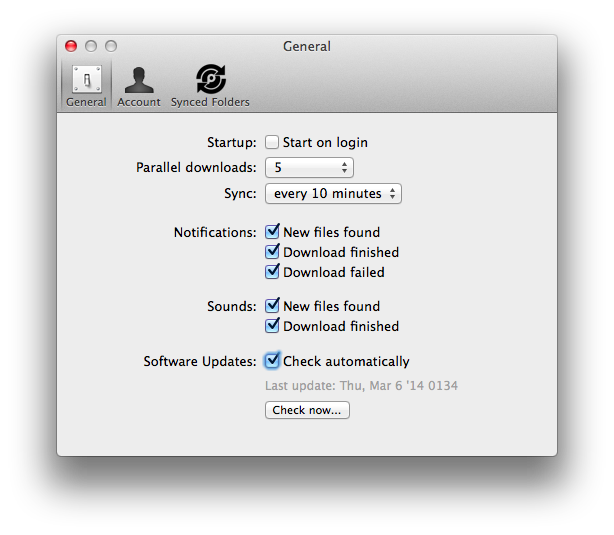 General
General Account Synced Folders
Startup: Start on login
Parallel downloads: 5
Sync: every 10 minutes
Notifications: New files found
Download finished
Download failed
Sounds: New files found
Download finished
Software Updates: Check automatically
Last update: Thu, Mar 6 '14 0134
Check now...